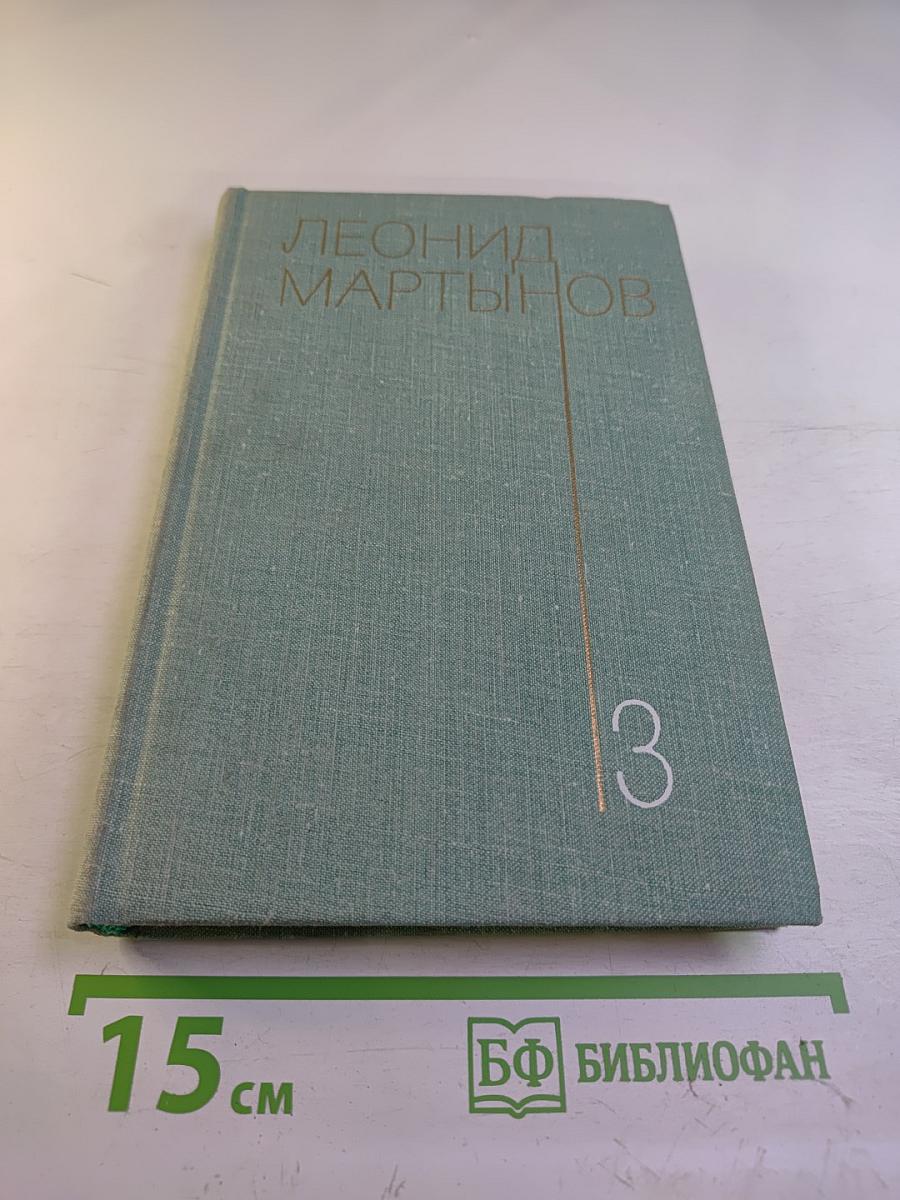 ЛЕОНИД
МАРТЫНОВ
3
15 см
БФ БИБЛИОФАН